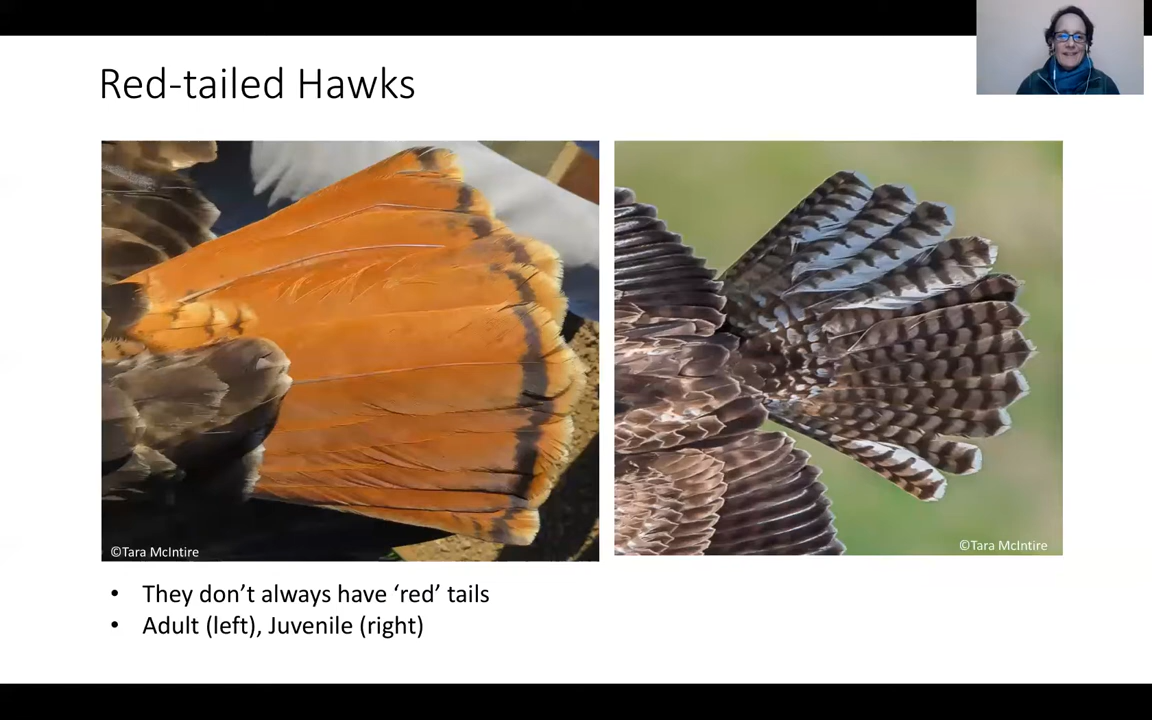 Red-tailed Hawks
©Tara McIntire
©Tara McIntire
• They don’t always have ‘red’ tails
• Adult (left), Juvenile (right)